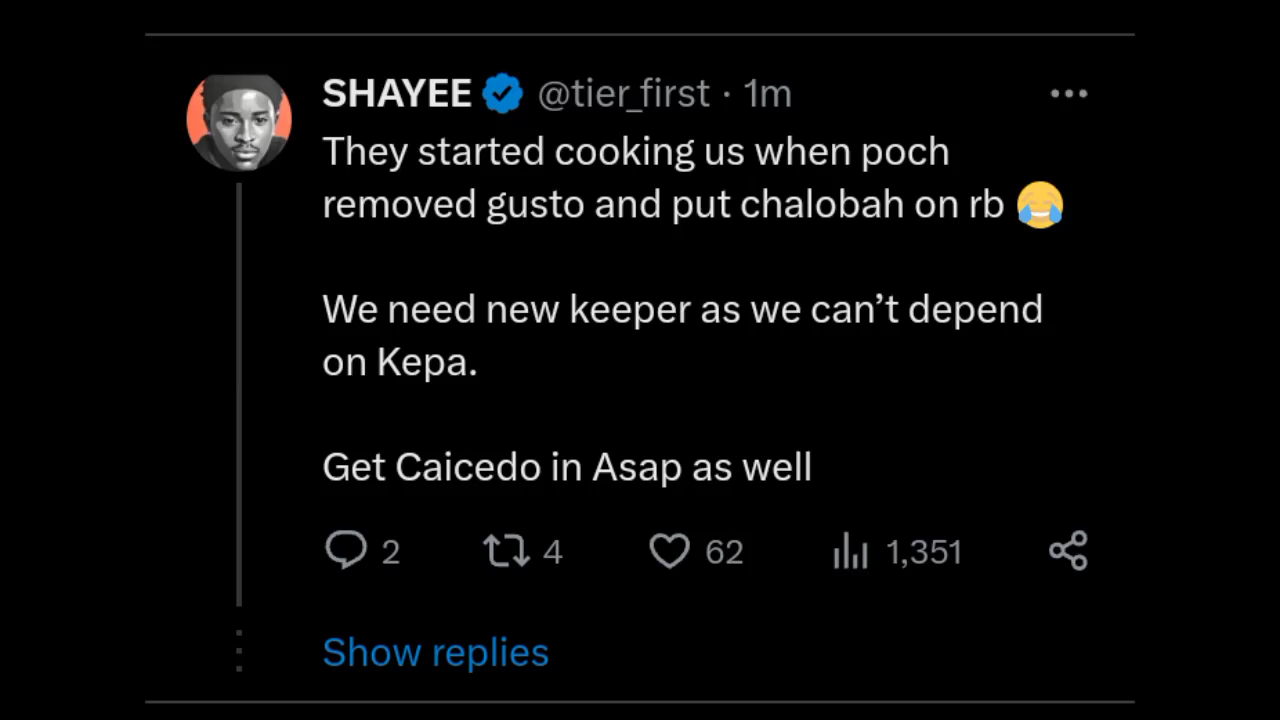 SHAYEE @tier_first · 1m
They started cooking us when poch
removed gusto and put chalobah on rb 😂
We need new keeper as we can’t depend
on Kepa.
Get Caicedo in Asap as well
2 4 62 1,351
Show replies